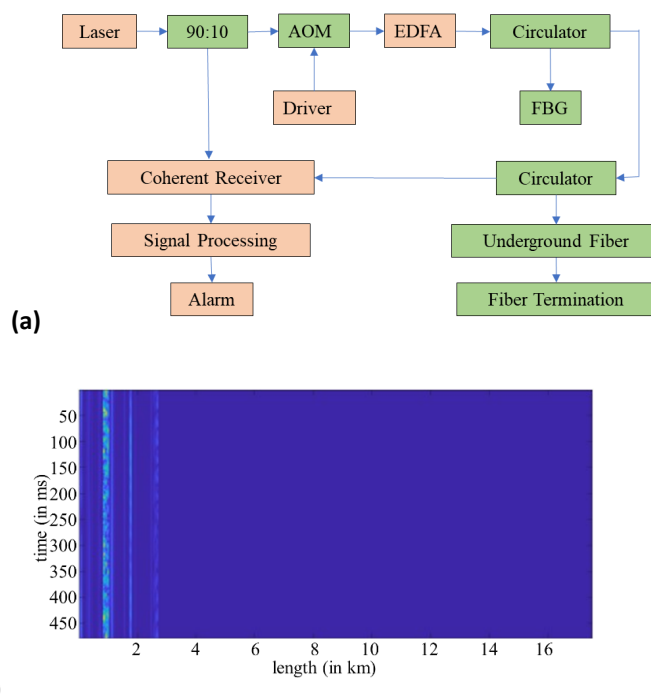 Laser
90:10
AOM
EDFA
Circulator
Driver
FBG
Coherent Receiver
Circulator
Signal Processing
Underground Fiber
Alarm
Fiber Termination
(a)
50
100
150
200
250
300
350
400
450
time (in ms)
2 4 6 8 10 12 14 16
length (in km)